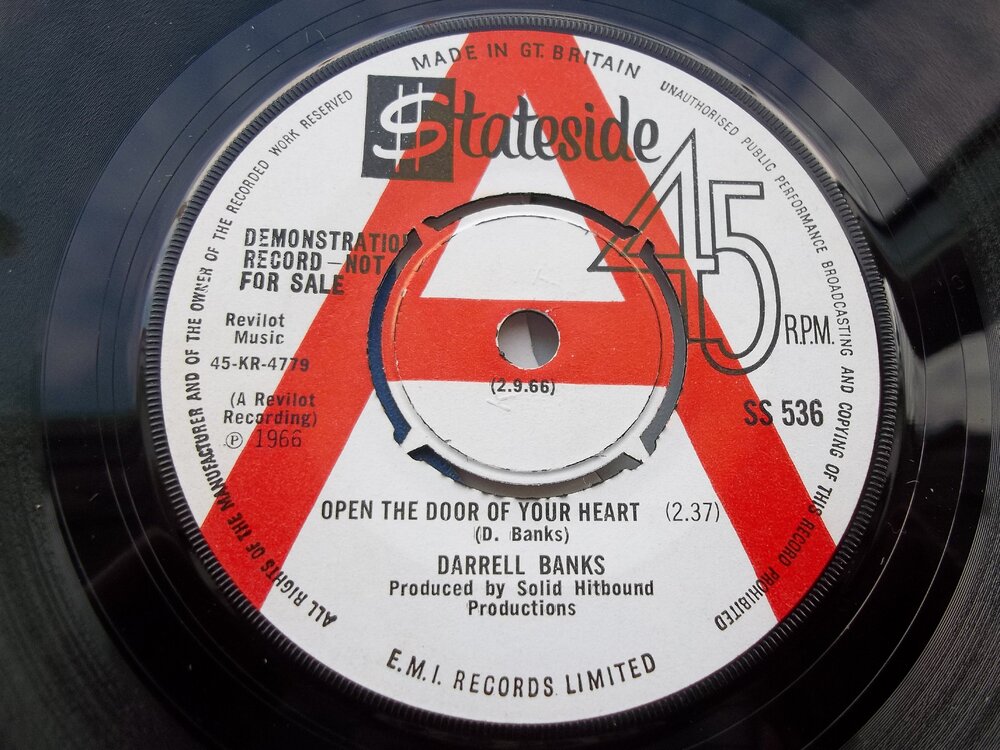 MADE IN GT. BRITAIN
$tateside
45
R.P.M.
DEMONSTRATION
RECORD — NOT
FOR SALE
Revilot
Music
45-KR-4779
(A Revilot
Recording)
℗ 1966
(2.9.66)
SS 536
OPEN THE DOOR OF YOUR HEART (2.37)
(D. Banks)
DARRELL BANKS
Produced by Solid Hitbound
Productions
E.M.I. RECORDS LIMITED
ALL RIGHTS OF THE MANUFACTURER AND OF THE OWNER OF THE RECORDED WORK RESERVED
UNAUTHORISED PUBLIC PERFORMANCE BROADCASTING AND COPYING OF THIS RECORD PROHIBITED
A